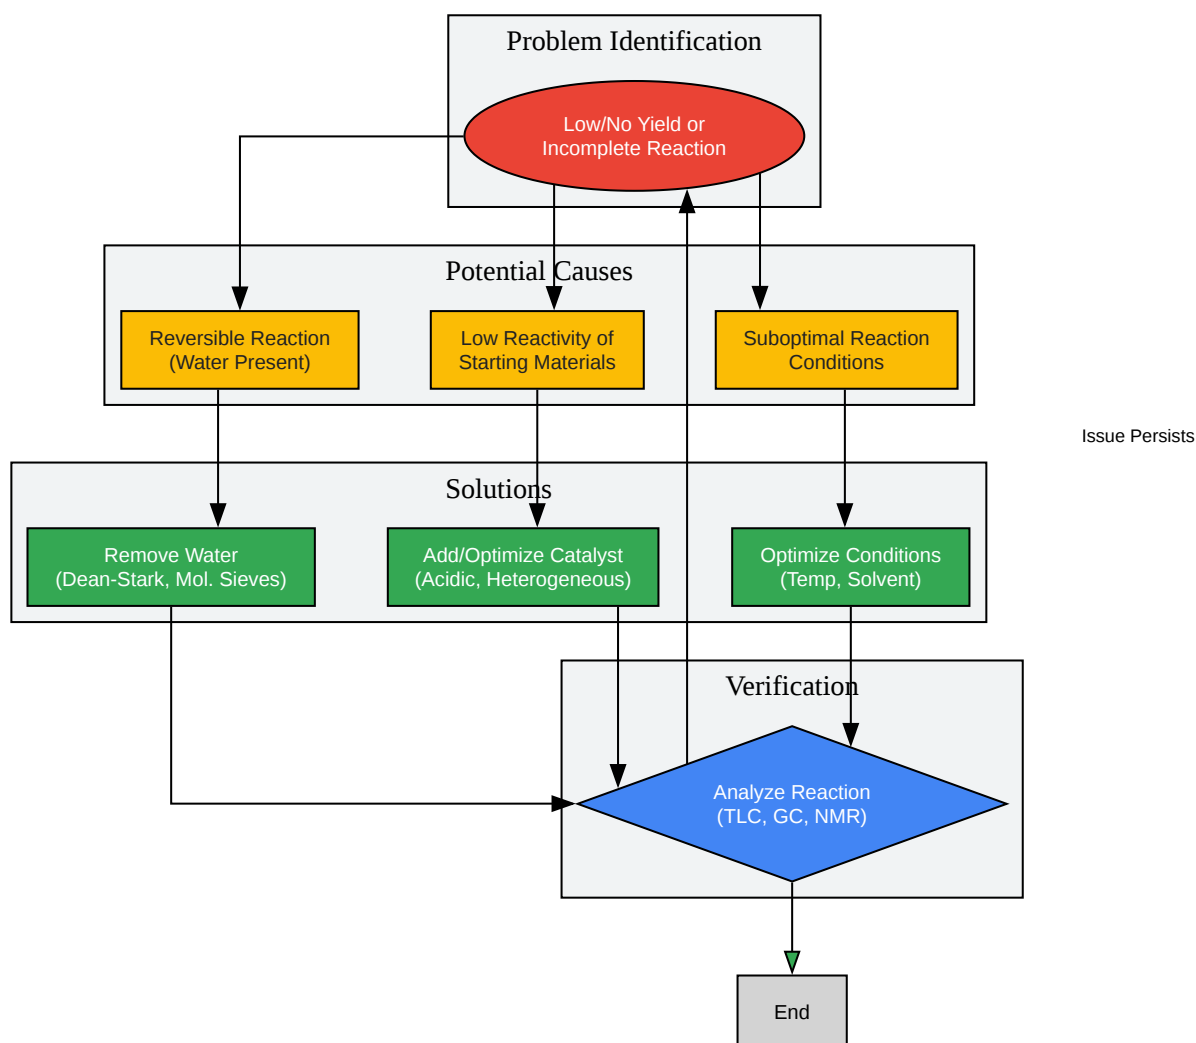 Problem Identification
Low/No Yield or
Incomplete Reaction
Potential Causes
Reversible Reaction
(Water Present)
Low Reactivity of
Starting Materials
Suboptimal Reaction
Conditions
Issue Persists
Solutions
Remove Water
(Dean-Stark, Mol. Sieves)
Add/Optimize Catalyst
(Acidic, Heterogeneous)
Optimize Conditions
(Temp, Solvent)
Verification
Analyze Reaction
(TLC, GC, NMR)
End